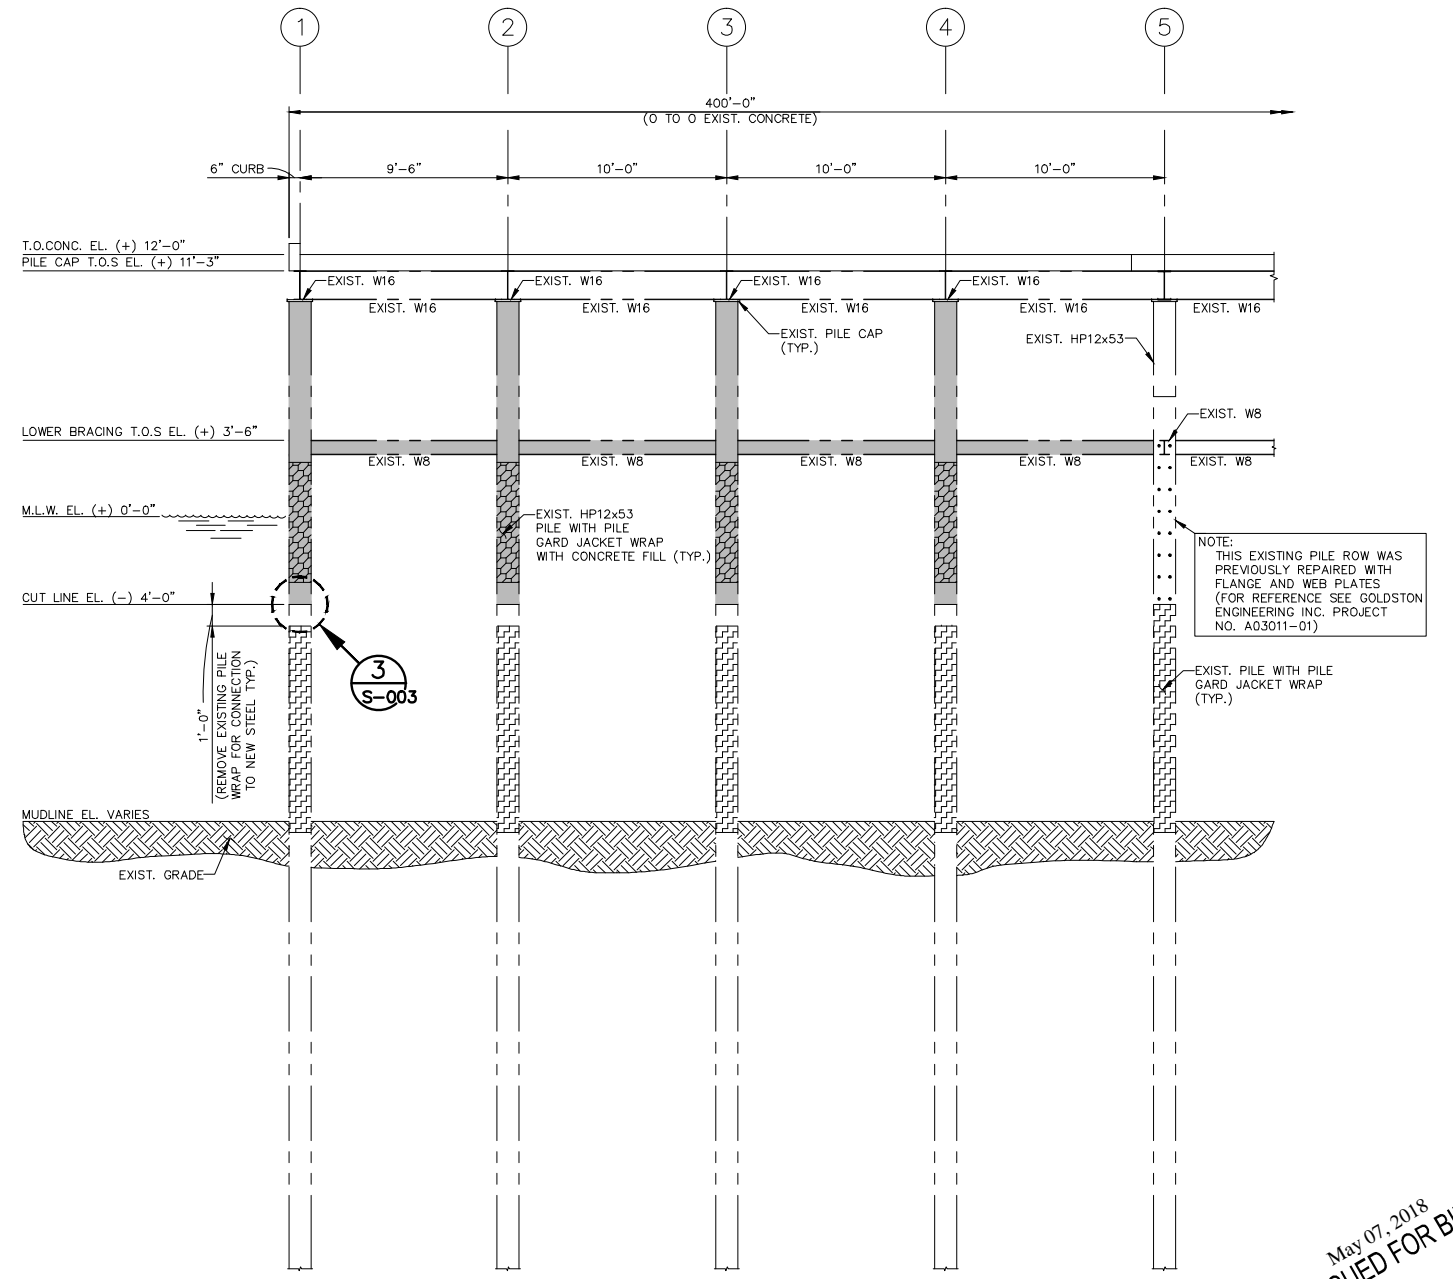 1
2
3
4
5
400'-0"
(O TO O EXIST. CONCRETE)
6" CURB
9'-6"
10'-0"
10'-0"
10'-0"
T.O.CONC. EL. (+) 12'-0"
PILE CAP T.O.S EL. (+) 11'-3"
EXIST. W16
EXIST. W16
EXIST. W16
EXIST. W16
EXIST. W16
EXIST. W16
EXIST. W16
EXIST. W16
EXIST. W16
EXIST. PILE CAP
(TYP.)
EXIST. HP12x53
LOWER BRACING T.O.S EL. (+) 3'-6"
EXIST. W8
EXIST. W8
EXIST. W8
EXIST. W8
EXIST. W8
EXIST. W8
M.L.W. EL. (+) 0'-0"
EXIST. HP12x53
PILE WITH PILE
GARD JACKET WRAP
WITH CONCRETE FILL (TYP.)
NOTE:
THIS EXISTING PILE ROW WAS
PREVIOUSLY REPAIRED WITH
FLANGE AND WEB PLATES
(FOR REFERENCE SEE GOLDSTON
ENGINEERING INC. PROJECT
NO. A03011-01)
CUT LINE EL. (-) 4'-0"
1'-0"
(REMOVE EXISTING PILE
WRAP FOR CONNECTION
TO NEW STEEL TYP.)
3
S-003
EXIST. PILE WITH PILE
GARD JACKET WRAP
(TYP.)
MUDLINE EL. VARIES
EXIST. GRADE
May 07, 2018
FOR